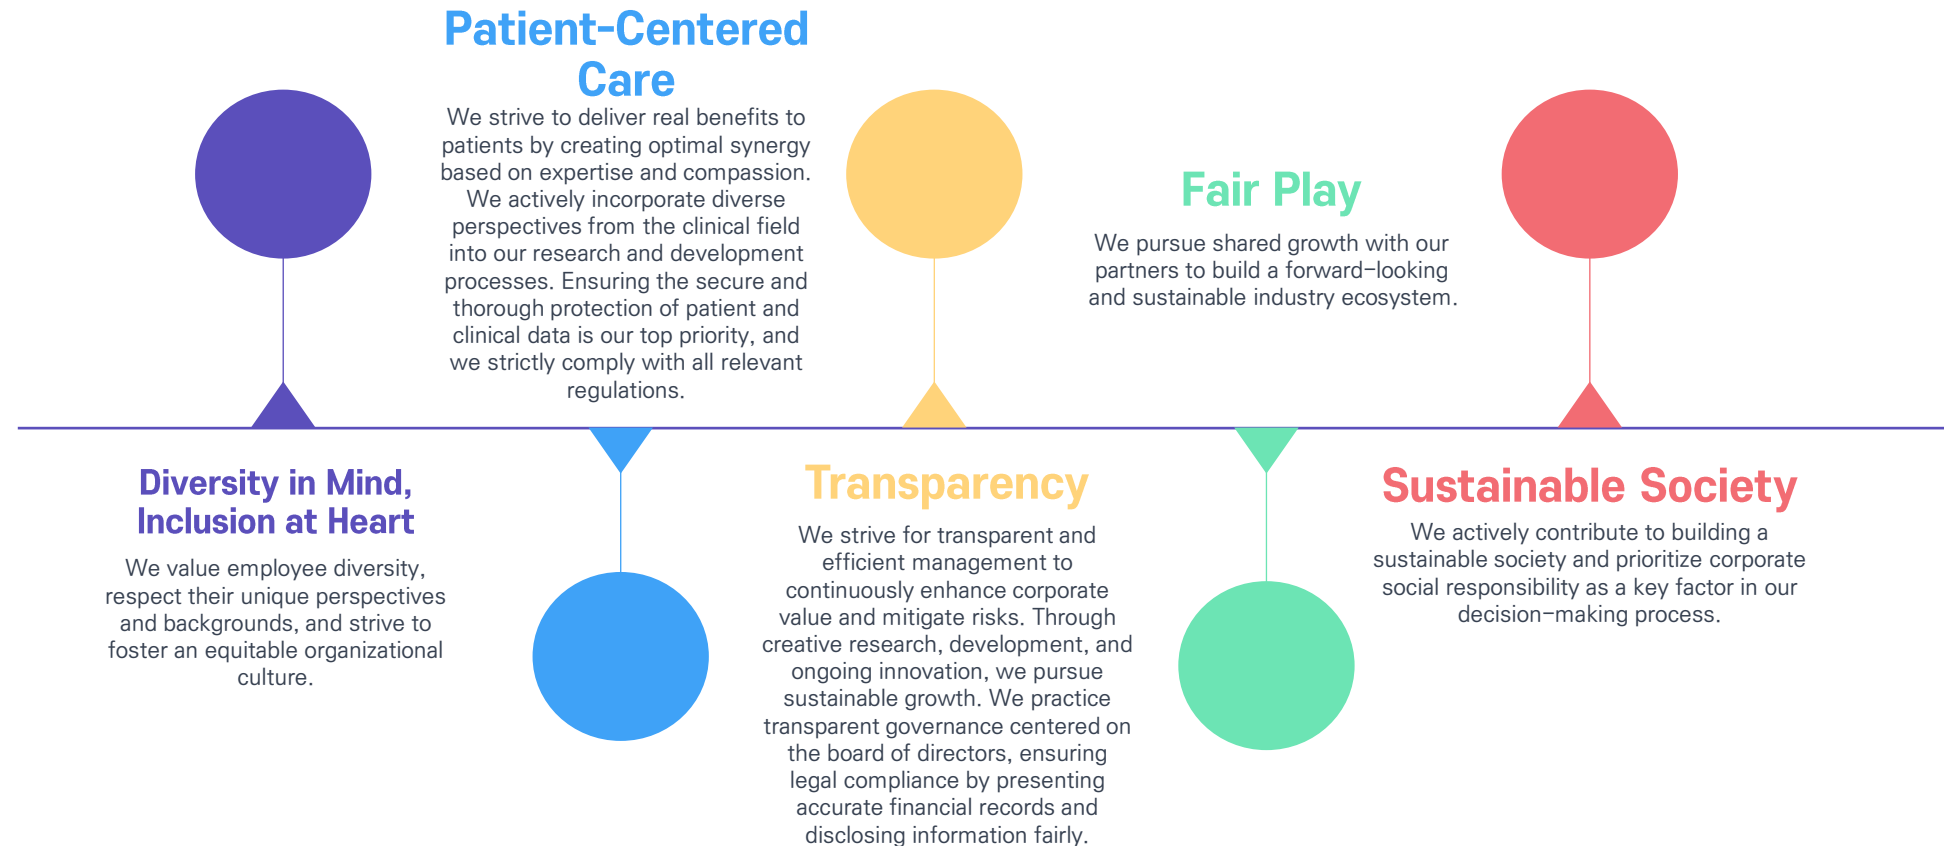 Patient-Centered
Care
We strive to deliver real benefits to
patients by creating optimal synergy
based on expertise and compassion.
We actively incorporate diverse
perspectives from the clinical field
into our research and development
processes. Ensuring the secure and
thorough protection of patient and
clinical data is our top priority, and
we strictly comply with all relevant
regulations.
Fair Play
We pursue shared growth with our
partners to build a forward-looking
and sustainable industry ecosystem.
Diversity in Mind,
Inclusion at Heart
We value employee diversity,
respect their unique perspectives
and backgrounds, and strive to
foster an equitable organizational
culture.
Transparency
We strive for transparent and
efficient management to
continuously enhance corporate
value and mitigate risks. Through
creative research, development, and
ongoing innovation, we pursue
sustainable growth. We practice
transparent governance centered on
the board of directors, ensuring
legal compliance by presenting
accurate financial records and
disclosing information fairly.
Sustainable Society
We actively contribute to building a
sustainable society and prioritize corporate
social responsibility as a key factor in our
decision-making process.